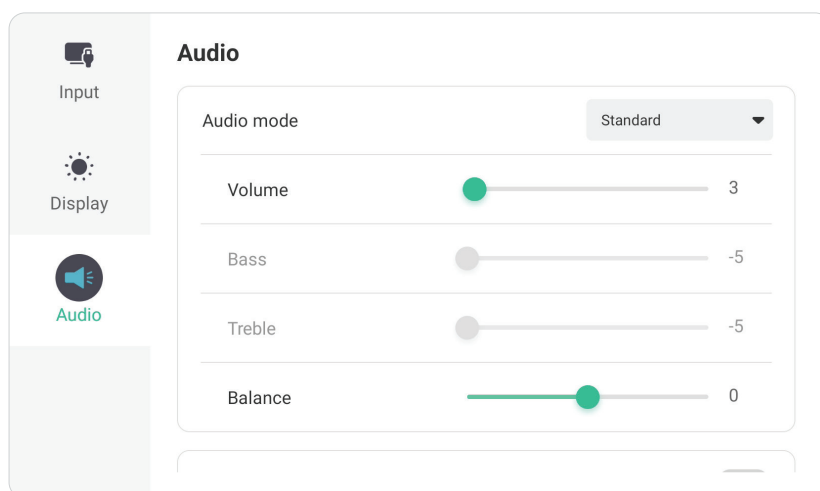 Input
Display
Audio
Audio
Audio mode Standard
Volume 3
Bass -5
Treble -5
Balance 0